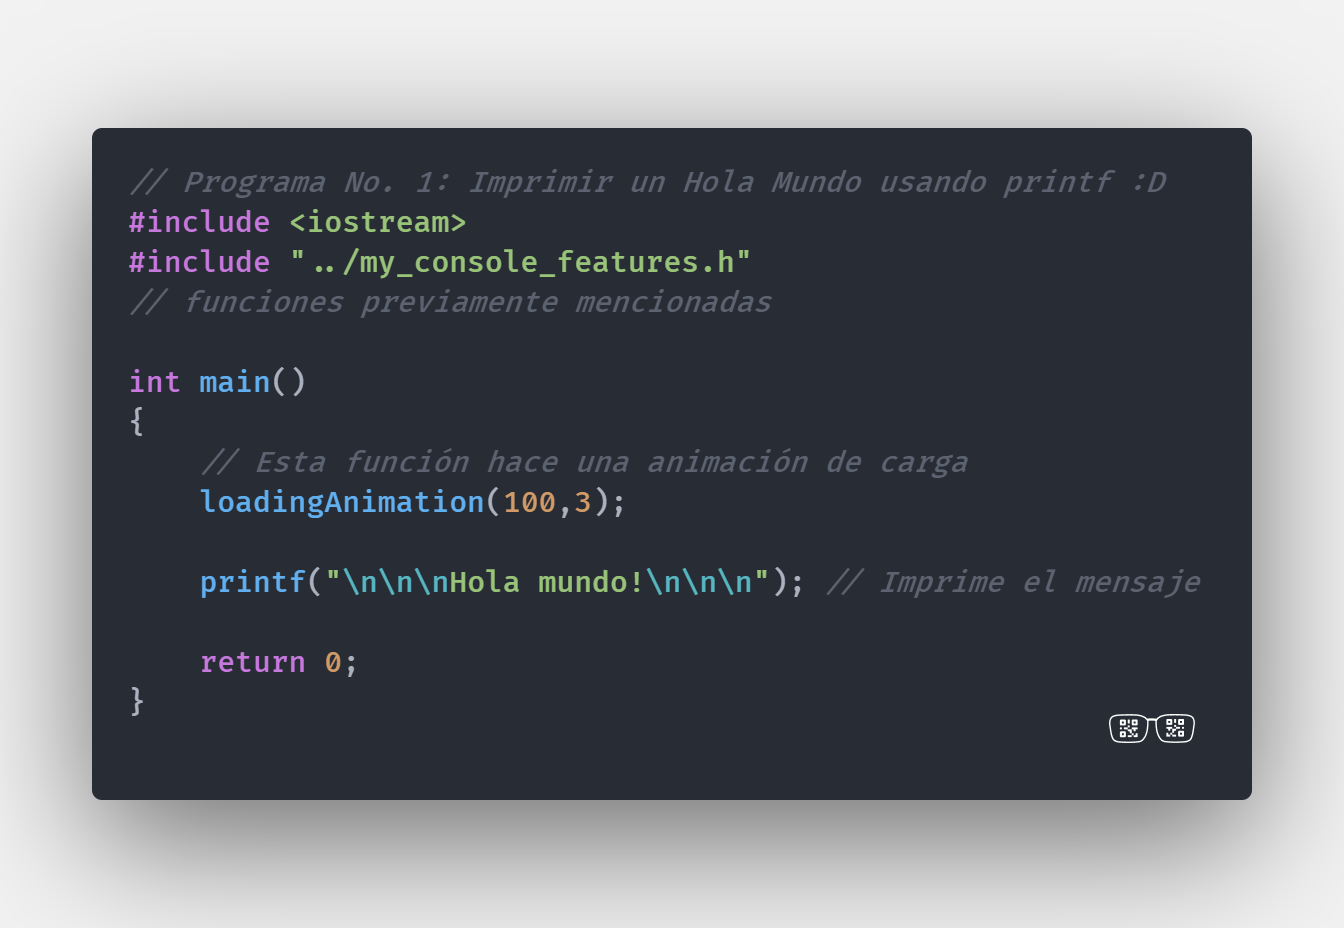 // Programa No. 1: Imprimir un Hola Mundo usando printf :D
#include <iostream>
#include "../my_console_features.h"
// funciones previamente mencionadas
int main()
{
// Esta función hace una animación de carga
loadingAnimation(100,3);
printf("\n\n\nHola mundo!\n\n\n"); // Imprime el mensaje
return 0;
}